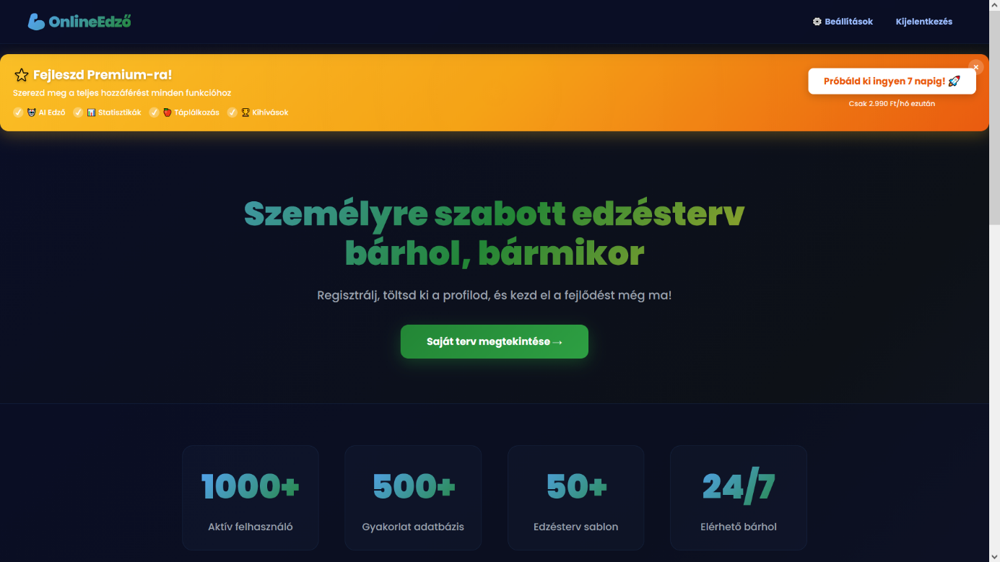 OnlineEdző
Beállítások
Kijelentkezés
Fejleszd Premium-ra!
Szerezd meg a teljes hozzáférést minden funkcióhoz
✓ AI Edző ✓ Statisztikák ✓ Táplálkozás ✓ Kihívások
×
Próbáld ki ingyen 7 napig! 🚀
Csak 2.990 Ft/hó ezután
Személyre szabott edzésterv
bárhol, bármikor
Regisztrálj, töltsd ki a profilod, és kezd el a fejlődést még ma!
Saját terv megtekintése →
1000+
Aktív felhasználó
500+
Gyakorlat adatbázis
50+
Edzésterv sablon
24/7
Elérhető bárhol